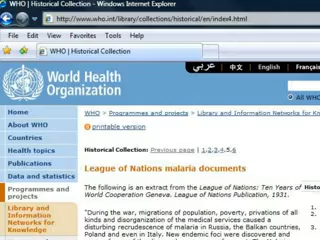 WHO | Historical Collection - Windows Internet Explorer
http://www.who.int/library/collections/historical/en/index4.html
File Edit View Favorites Tools Help
WHO | Historical Collection
عربي 中文 English Français
World Health
Organization
All WHO
Home
About WHO
Countries
Health topics
Publications
Data and statistics
Programmes and
projects
Library and
Information
Networks for
Knowledge
WHO > Programmes and projects > Library and Information Networks for
printable version
Historical Collection: Previous page | 1,2,3,4,5,6
League of Nations malaria documents
The following is an extract from the League of Nations: Ten Years of
World Cooperation Geneva. League of Nations Publication, 1931.
"During the war, migrations of population, poverty, privations of all
kinds and disorganization of the medical services caused a
disturbing recrudescence of malaria in Russia, the Balkan countries,
Poland and even in Italy. New endemic foci were discovered and
Histo
1.
2.
3.